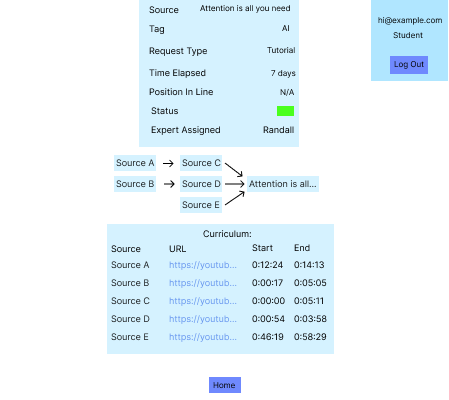 Source Attention is all you need
Tag AI
Request Type Tutorial
Time Elapsed 7 days
Position In Line N/A
Status
Expert Assigned Randall
hi@example.com
Student
Log Out
Source A Source C
Source B Source D Attention is all...
Source E
Curriculum:
Source URL Start End
Source A https://youtub... 0:12:24 0:14:13
Source B https://youtub... 0:00:17 0:05:05
Source C https://youtub... 0:00:00 0:05:11
Source D https://youtub... 0:00:54 0:03:58
Source E https://youtub... 0:46:19 0:58:29
Home